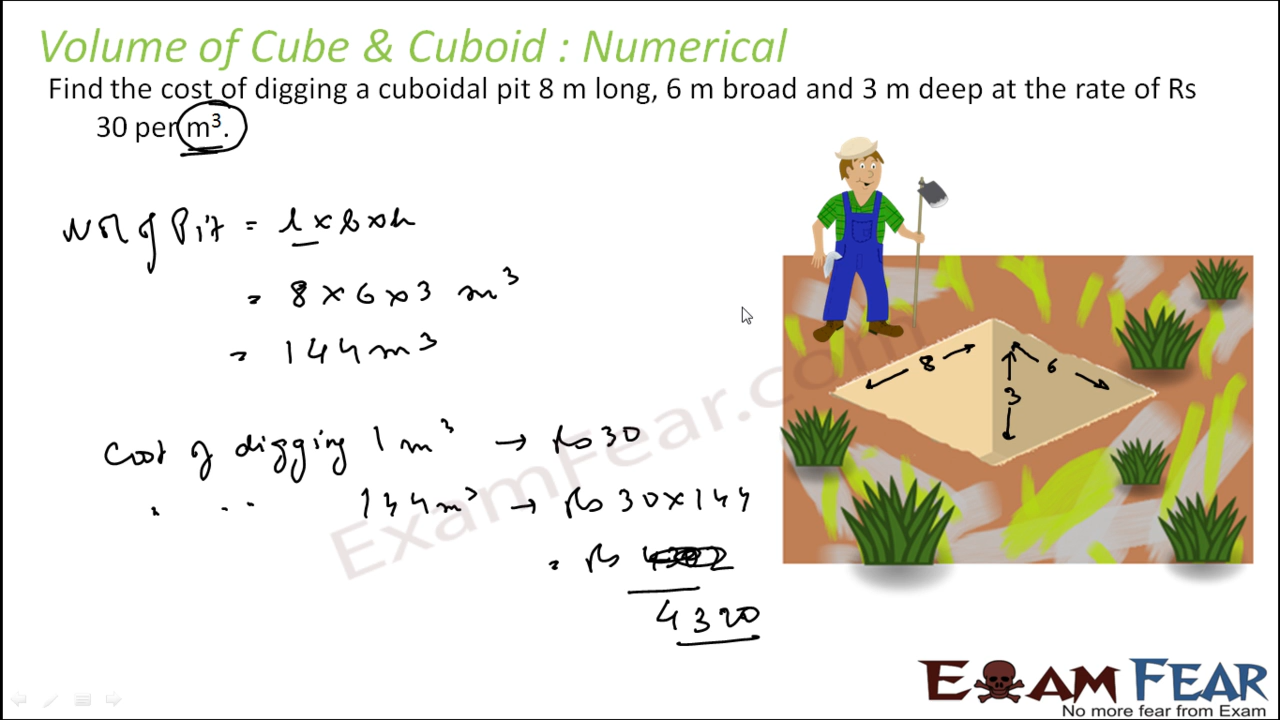 Volume of Cube & Cuboid : Numerical
Find the cost of digging a cuboidal pit 8 m long, 6 m broad and 3 m deep at the rate of Rs
30 per m³.
Vol of Pit = l × b × h
= 8 × 6 × 3 m³
= 144 m³
8
6
3
Cost of digging 1 m³ → Rs 30
" " " 144 m³ → Rs 30 × 144
= Rs
4320
ExamFear.com
EXAM FEAR
No more fear from Exam